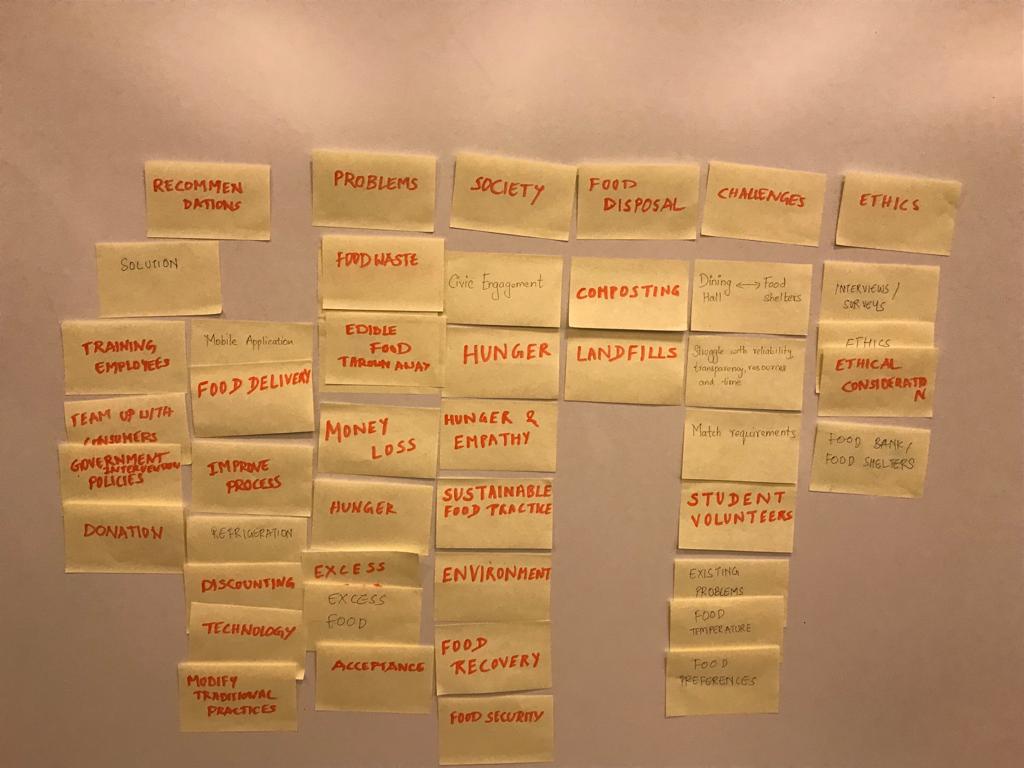 RECOMMEN
DATIONS
SOLUTION
TRAINING
EMPLOYEES
TEAM UP WITH
CONSUMERS
GOVERNMENT
INTERVENTION
POLICIES
DONATION
Mobile Application
FOOD DELIVERY
IMPROVE
PROCESS
REFRIGERATION
DISCOUNTING
TECHNOLOGY
MODIFY
TRADITIONAL
PRACTICES
PROBLEMS
FOOD WASTE
EDIBLE
FOOD
THROWN AWAY
MONEY
LOSS
HUNGER
EXCESS
EXCESS
FOOD
ACCEPTANCE
SOCIETY
Civic Engagement
HUNGER
HUNGER &
EMPATHY
SUSTAINABLE
FOOD PRACTICE
ENVIRONMENT
FOOD
RECOVERY
FOOD SECURITY
FOOD
DISPOSAL
COMPOSTING
LANDFILLS
CHALLENGES
Dining ↔ Food
Hall shelters
Struggle with reliability,
transparency, resources
and time
Match requirements
STUDENT
VOLUNTEERS
EXISTING
PROBLEMS
FOOD
TEMPERATURE
FOOD
PREFERENCES
ETHICS
INTERVIEWS/
SURVEYS
ETHICS
ETHICAL
CONSIDERATI
N
FOOD BANK/
FOOD SHELTERS